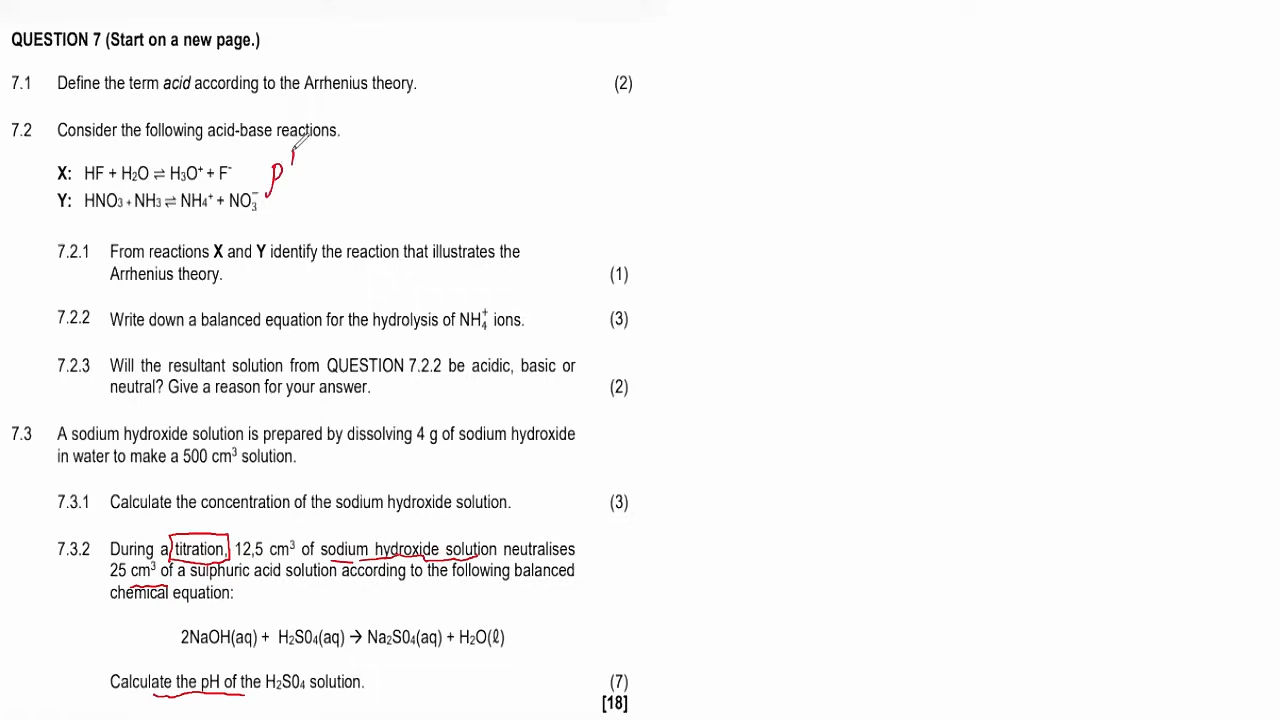 QUESTION 7 (Start on a new page.)
7.1 Define the term acid according to the Arrhenius theory. (2)
7.2 Consider the following acid-base reactions.
X: HF + H₂O ⇌ H₃O⁺ + F⁻
Y: HNO₃ + NH₃ ⇌ NH₄⁺ + NO₃⁻
p
7.2.1 From reactions X and Y identify the reaction that illustrates the
Arrhenius theory. (1)
7.2.2 Write down a balanced equation for the hydrolysis of NH₄⁺ ions. (3)
7.2.3 Will the resultant solution from QUESTION 7.2.2 be acidic, basic or
neutral? Give a reason for your answer. (2)
7.3 A sodium hydroxide solution is prepared by dissolving 4 g of sodium hydroxide
in water to make a 500 cm³ solution.
7.3.1 Calculate the concentration of the sodium hydroxide solution. (3)
7.3.2 During a titration, 12,5 cm³ of sodium hydroxide solution neutralises
25 cm³ of a sulphuric acid solution according to the following balanced
chemical equation:
2NaOH(aq) + H₂S0₄(aq) → Na₂S0₄(aq) + H₂O(ℓ)
Calculate the pH of the H₂S0₄ solution. (7)
[18]